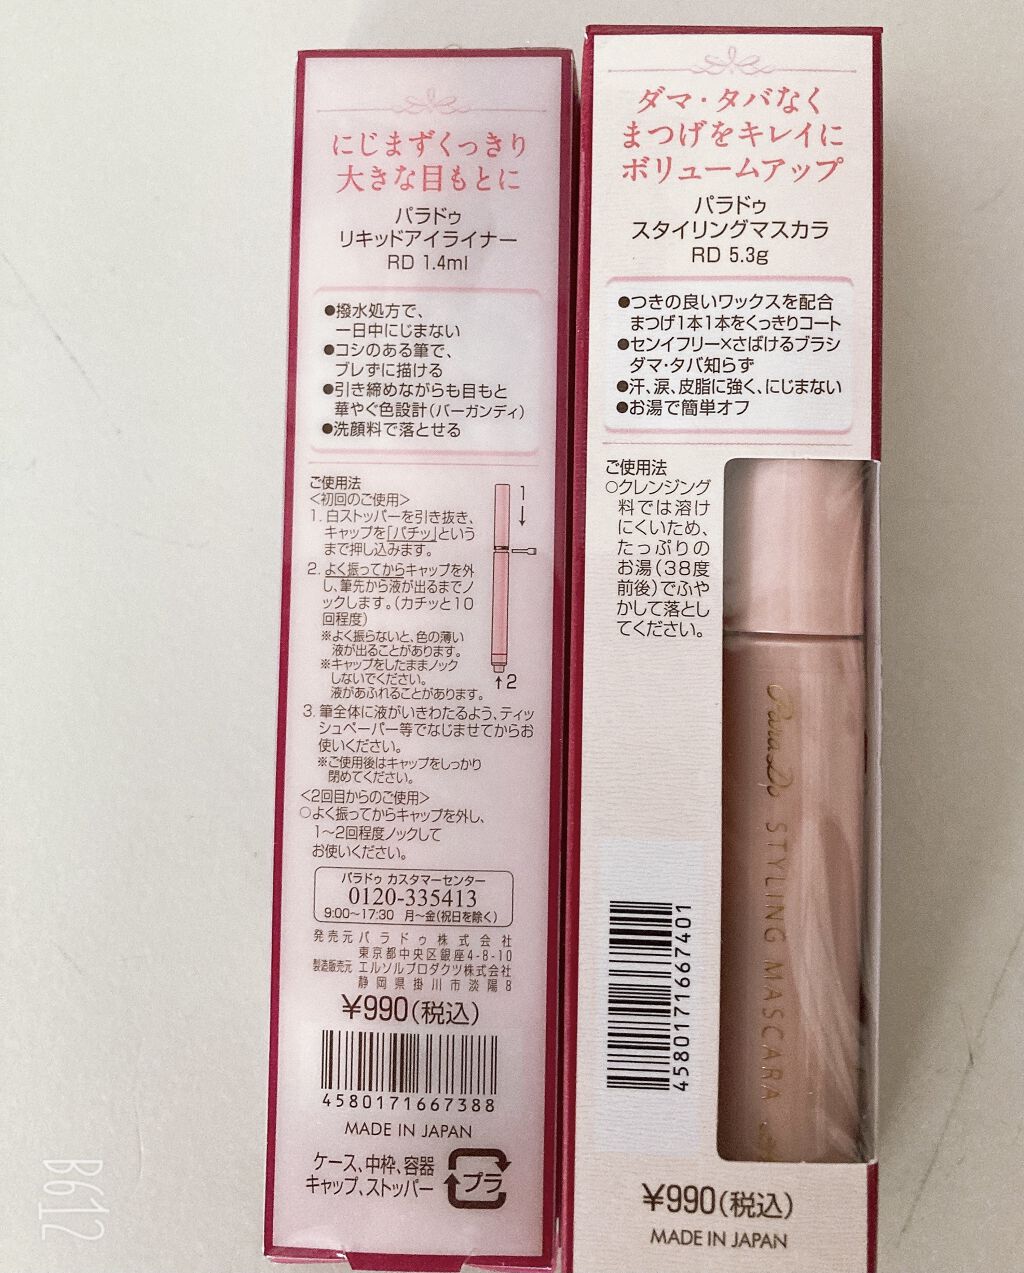 にじまずくっきり
大きな目もとに
パラドゥ
リキッドアイライナー
RD 1.4ml
●撥水処方で、
一日中にじまない
●コシのある筆で、
ブレずに描ける
●引き締めながらも目もと
華やぐ色設計(バーガンディ)
●洗顔料で落とせる
ご使用法
<初回のご使用>
1. 白ストッパーを引き抜き、
キャップを「パチッ」という
まで押し込みます。
2. よく振ってからキャップを外
し、筆先から液が出るまでノ
ックします。(カチッと10
回程度)
※よく振らないと、色の薄い
液が出ることがあります。
※キャップをしたままノック
しないでください。
液があふれることがあります。
1
2
3. 筆全体に液がいきわたるよう、ティッ
シュペーパー等でなじませてからお
使いください。
※ご使用後はキャップをしっかり
閉めてください。
<2回目からのご使用>
○よく振ってからキャップを外し、
1~2回程度ノックして
お使いください。
パラドゥ カスタマーセンター
0120-335413
9:00~17:30 月~金(祝日を除く)
発売元 パラドゥ株式会社
東京都中央区銀座4-8-10
製造販売元 エルソルプロダクツ株式会社
静岡県掛川市淡陽8
¥990(税込)
4580171667388
MADE IN JAPAN
ケース、中枠、容器
キャップ、ストッパー
プラ
ダマ・タバなく
まつげをキレイに
ボリュームアップ
パラドゥ
スタイリングマスカラ
RD 5.3g
●つきの良いワックスを配合
まつげ1本1本をくっきりコート
●センイフリー×さばけるブラシ
ダマ・タバ知らず
●汗、涙、皮脂に強く、にじまない
●お湯で簡単オフ
ご使用法
○クレンジング
料では溶け
にくいため、
たっぷりの
お湯(38度
前後)でふや
かして落とし
てください。
ParaDo STYLING MASCARA
4580171667401
¥990(税込)
MADE IN JAPAN
B612